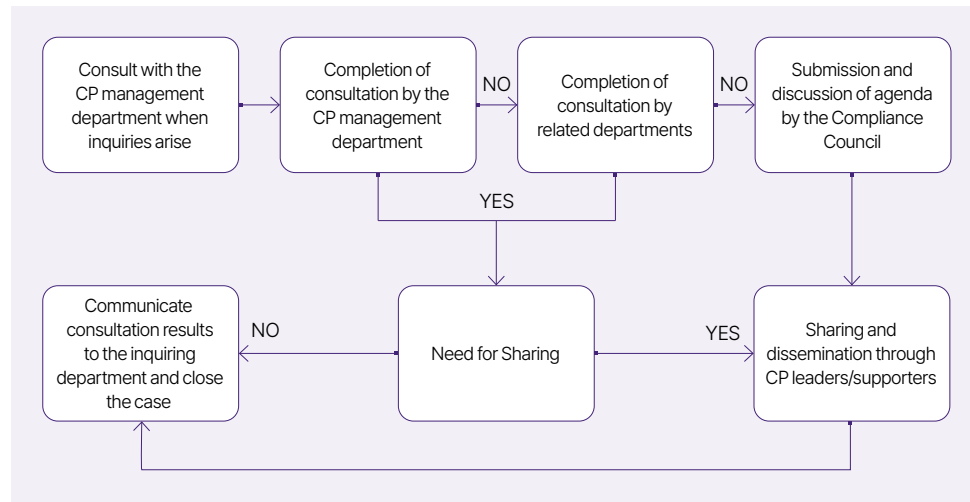 Consult with the
CP management
department when
inquiries arise
Completion of
consultation by the
CP management
department
NO
Completion of
consultation by
related departments
NO
Submission and
discussion of agenda
by the Compliance
Council
YES
Communicate
consultation results
to the inquiring
department and close
the case
NO
Need for Sharing
YES
Sharing and
dissemination through
CP leaders/supporters